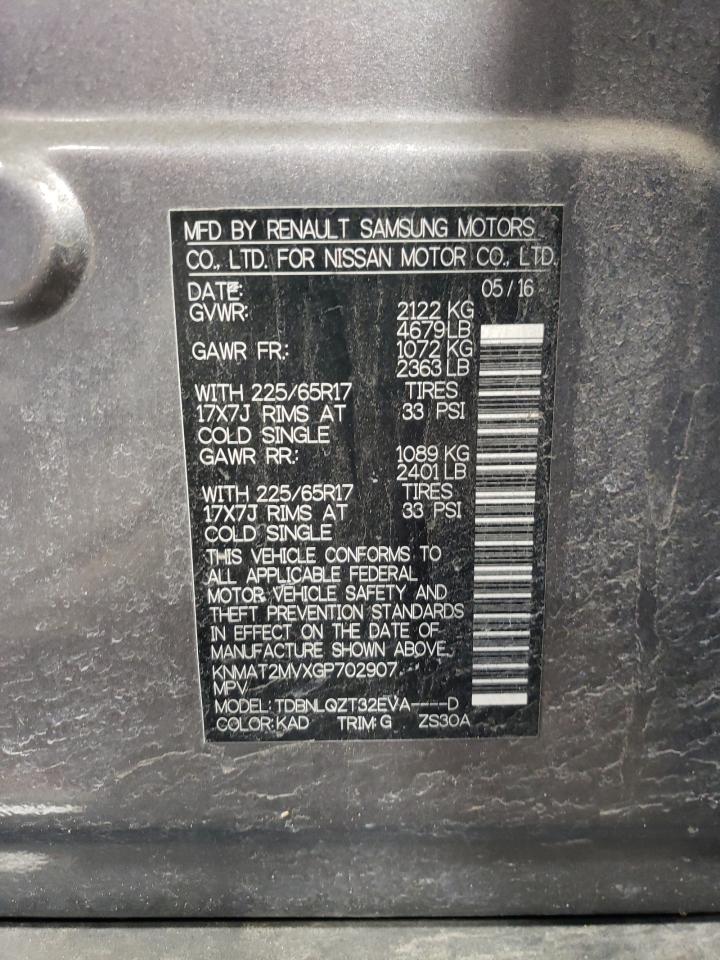 MFD BY RENAULT SAMSUNG MOTORS
CO., LTD. FOR NISSAN MOTOR CO., LTD.
DATE: 05/16
GVWR: 2122 KG
4679 LB
GAWR FR.: 1072 KG
2363 LB
WITH 225/65R17 TIRES
17X7J RIMS AT 33 PSI
COLD SINGLE
GAWR RR.: 1089 KG
2401 LB
WITH 225/65R17 TIRES
17X7J RIMS AT 33 PSI
COLD SINGLE
THIS VEHICLE CONFORMS TO
ALL APPLICABLE FEDERAL
MOTOR VEHICLE SAFETY AND
THEFT PREVENTION STANDARDS
IN EFFECT ON THE DATE OF
MANUFACTURE SHOWN ABOVE.
KNMAT2MVXGP702907
MPV
MODEL: TDBNLQZT32EVA----D
COLOR: KAD TRIM: G ZS30A